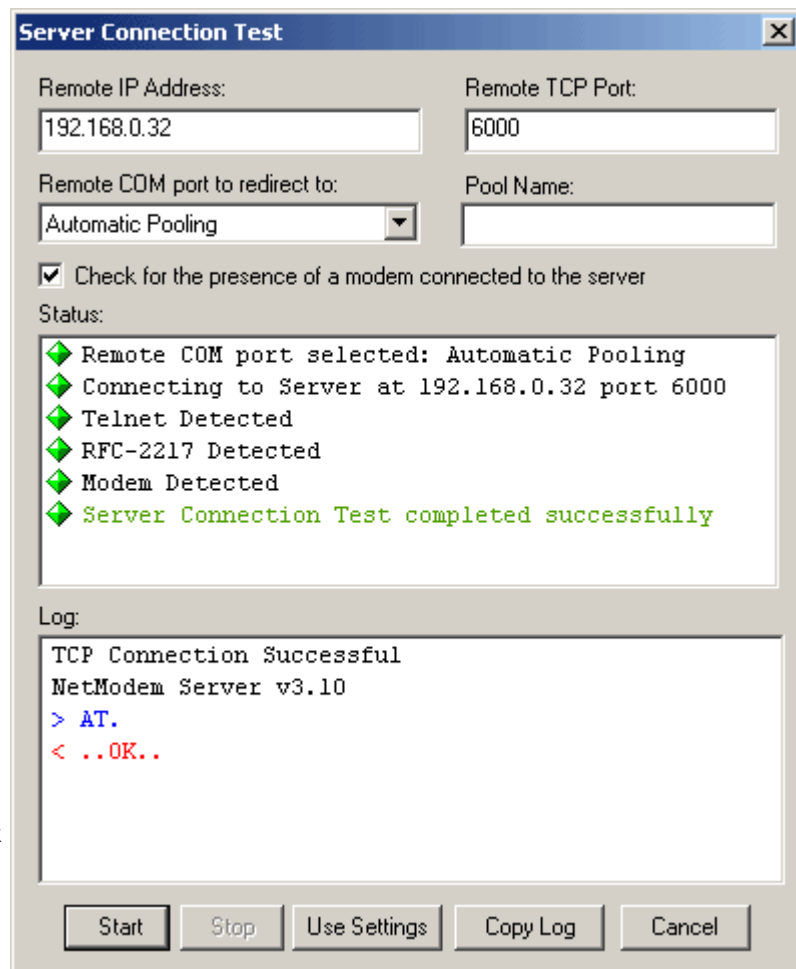 Server Connection Test
Remote IP Address:
Remote TCP Port:
192.168.0.32
6000
Remote COM port to redirect to:
Pool Name:
Automatic Pooling
Check for the presence of a modem connected to the server
Status:
Remote COM port selected: Automatic Pooling
Connecting to Server at 192.168.0.32 port 6000
Telnet Detected
RFC-2217 Detected
Modem Detected
Server Connection Test completed successfully
Log:
TCP Connection Successful
NetModem Server v3.10
> AT.
< ..OK..
Start
Stop
Use Settings
Copy Log
Cancel